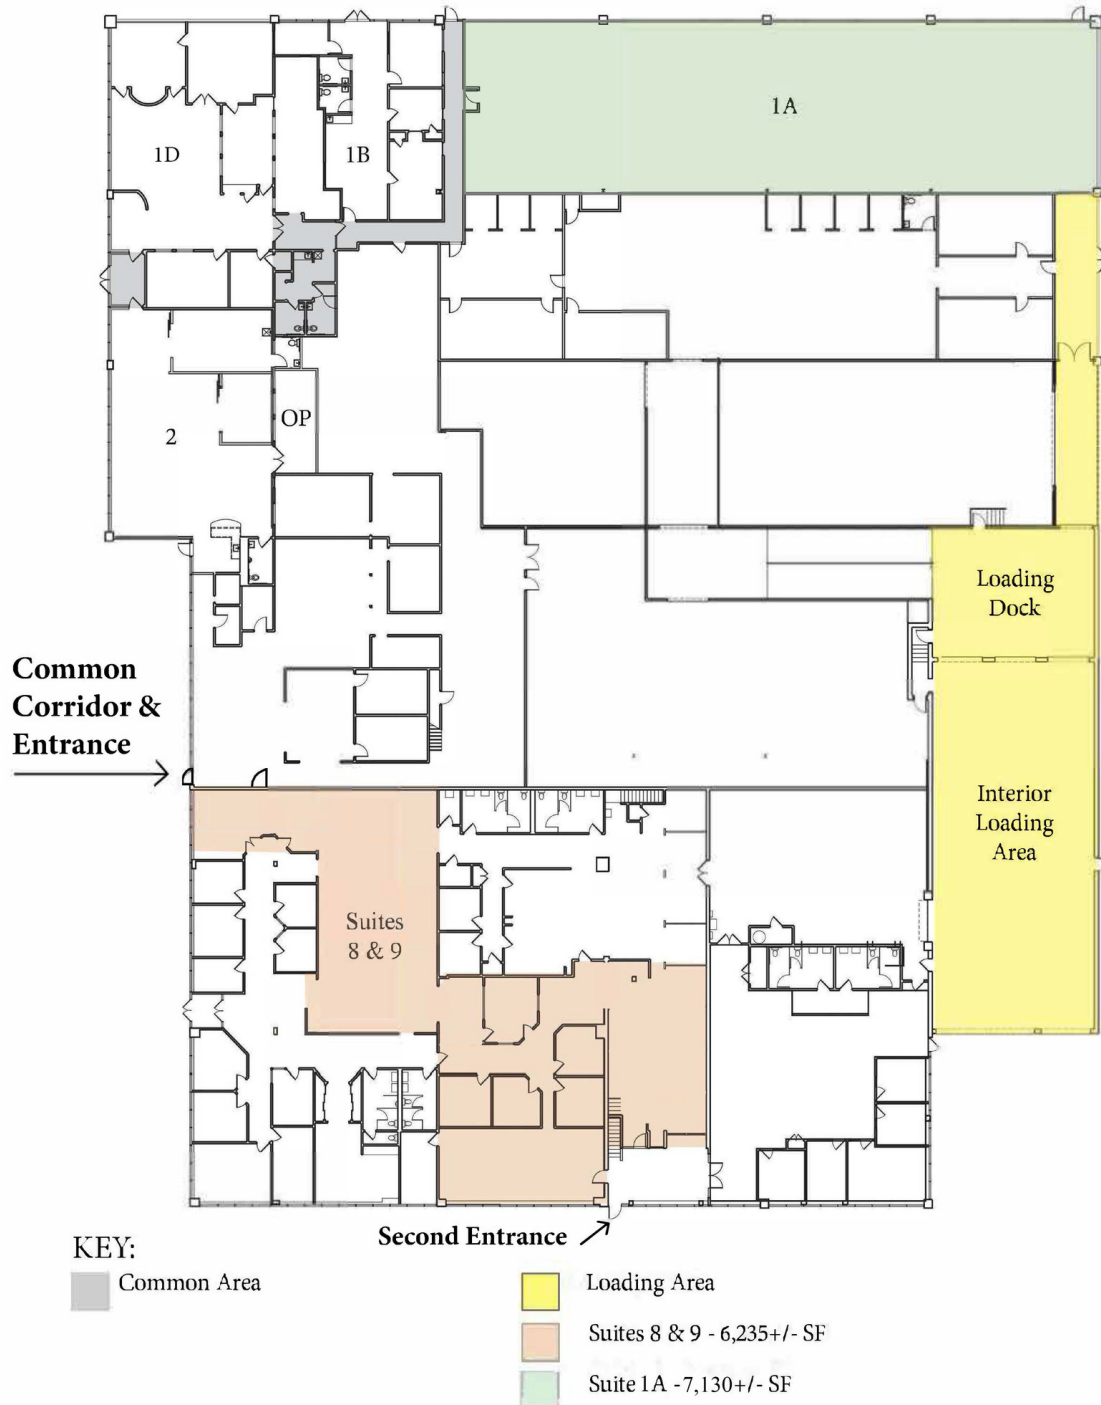 1A
1D
1B
OP
2
Loading
Dock
Common
Corridor &
Entrance
Interior
Loading
Area
Suites
8 & 9
Second Entrance
KEY:
Common Area
Loading Area
Suites 8 & 9 - 6,235+/- SF
Suite 1A -7,130+/- SF